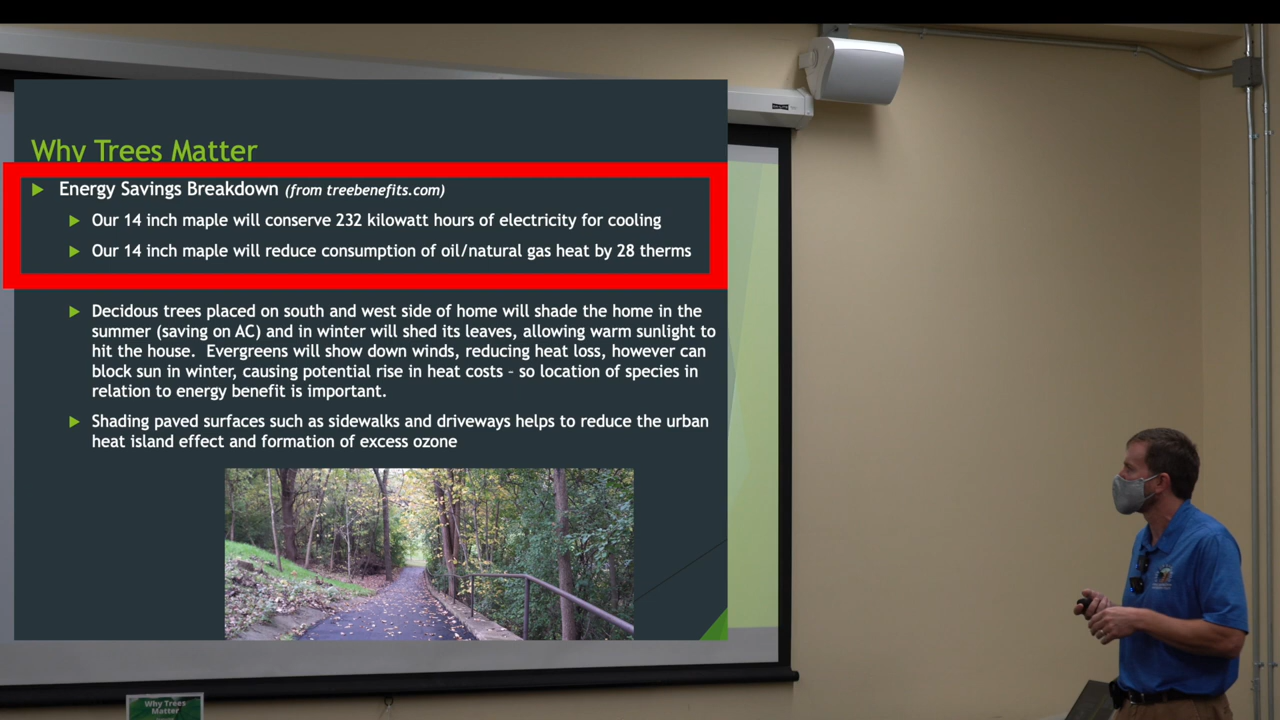 Why Trees Matter
Energy Savings Breakdown (from treebenefits.com)
Our 14 inch maple will conserve 232 kilowatt hours of electricity for cooling
Our 14 inch maple will reduce consumption of oil/natural gas heat by 28 therms
Decidous trees placed on south and west side of home will shade the home in the
summer (saving on AC) and in winter will shed its leaves, allowing warm sunlight to
hit the house. Evergreens will show down winds, reducing heat loss, however can
block sun in winter, causing potential rise in heat costs – so location of species in
relation to energy benefit is important.
Shading paved surfaces such as sidewalks and driveways helps to reduce the urban
heat island effect and formation of excess ozone
Why Trees
Matter